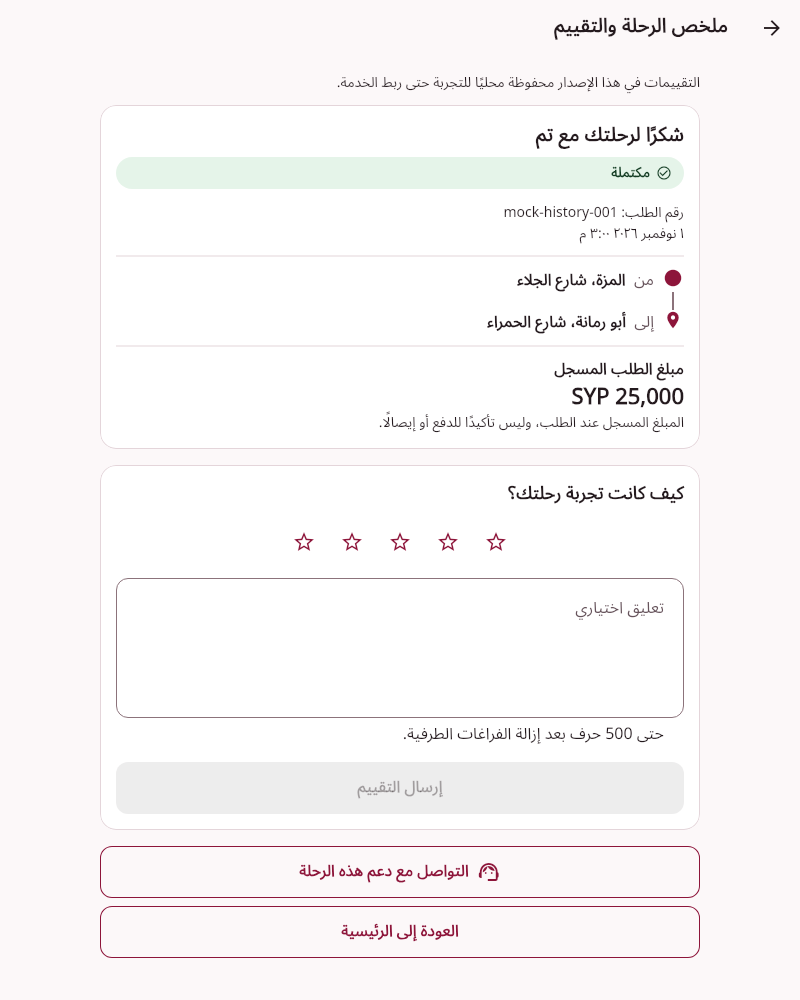 ملخص الرحلة والتقييم
التقييمات في هذا الإصدار محفوظة محليًا للتجربة حتى ربط الخدمة.
شكرًا لرحلتك مع تم
مكتملة
رقم الطلب: mock-history-001
١ نوفمبر ٢٠٢٦ ٣:٠٠ م
من المزة، شارع الجلاء
إلى أبو رمانة، شارع الحمراء
مبلغ الطلب المسجل
SYP 25,000
المبلغ المسجل عند الطلب، وليس تأكيدًا للدفع أو إيصالًا.
كيف كانت تجربة رحلتك؟
تعليق اختياري
حتى 500 حرف بعد إزالة الفراغات الطرفية.
إرسال التقييم
التواصل مع دعم هذه الرحلة
العودة إلى الرئيسية